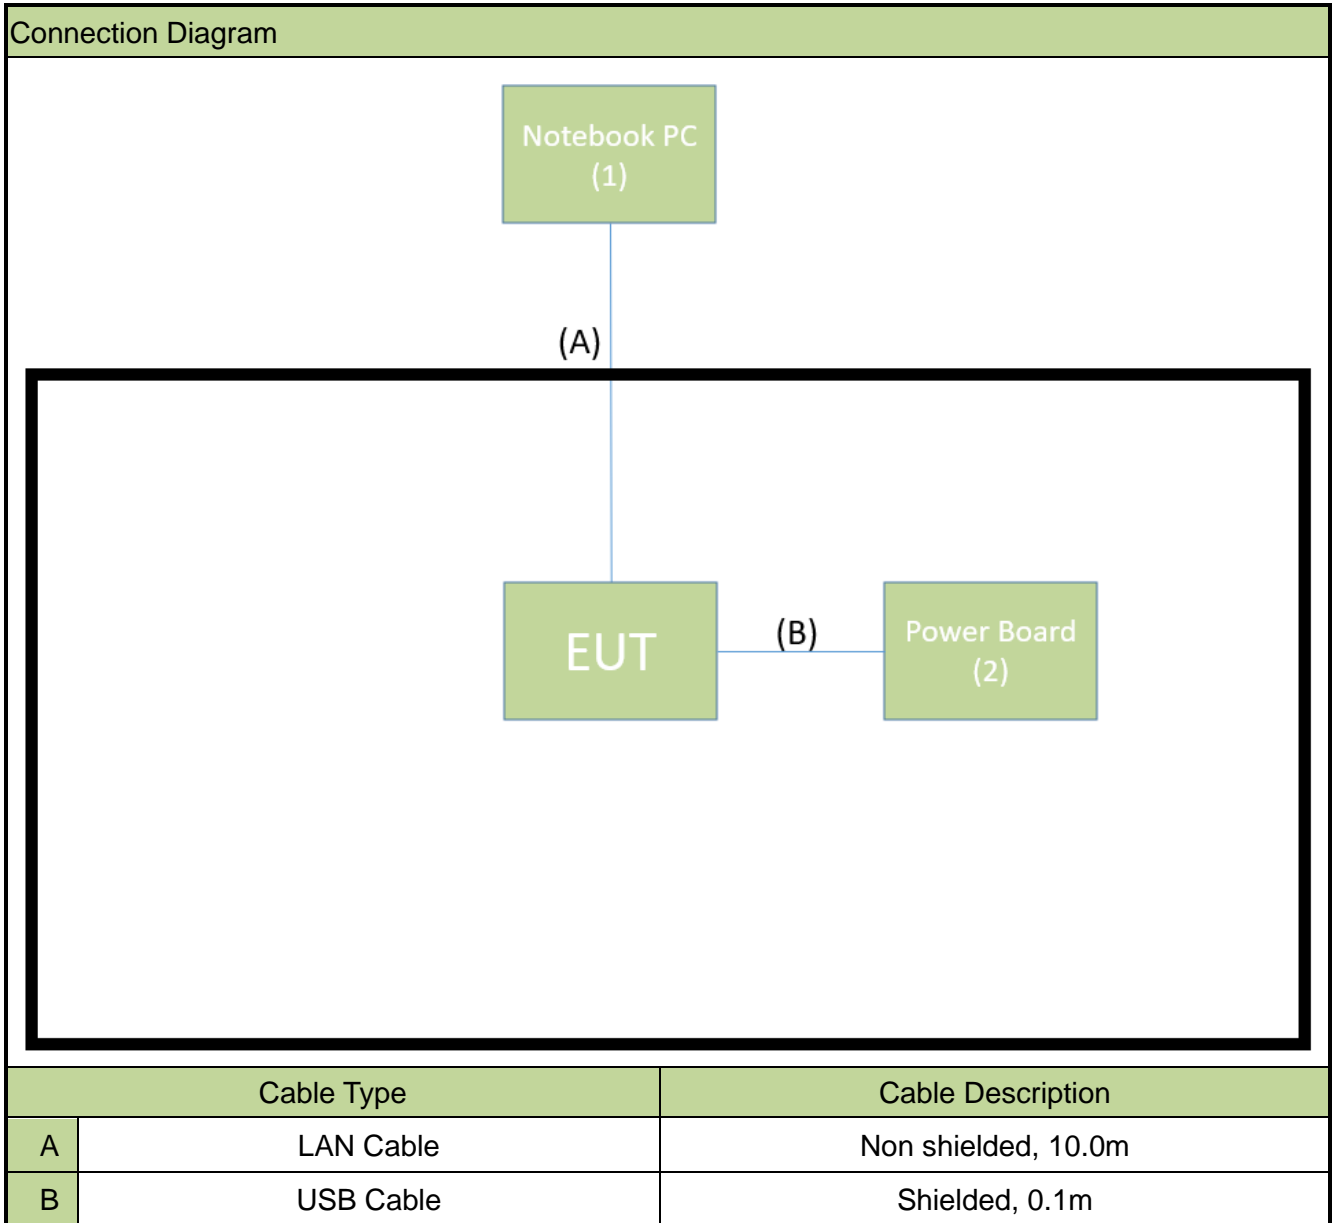 Connection Diagram
Notebook PC
(1)
(A)
EUT
(B)
Power Board
(2)
Cable Type Cable Description
A LAN Cable Non shielded, 10.0m
B USB Cable Shielded, 0.1m